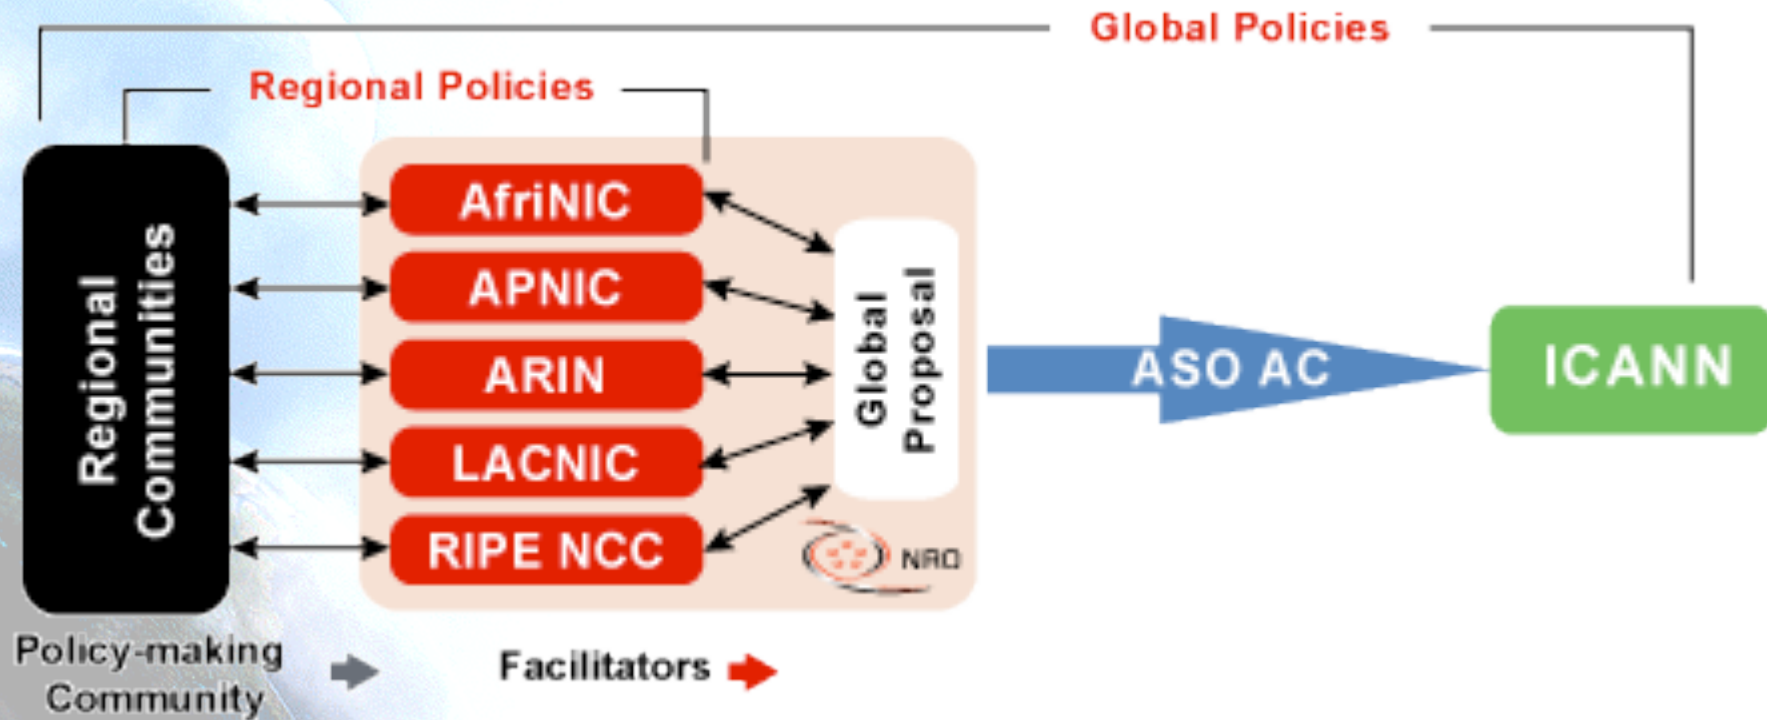 Global Policies
Regional Policies
Regional
Communities
AfriNIC
APNIC
ARIN
LACNIC
RIPE NCC
Global
Proposal
NRO
ASO AC
ICANN
Policy-making
Community
Facilitators